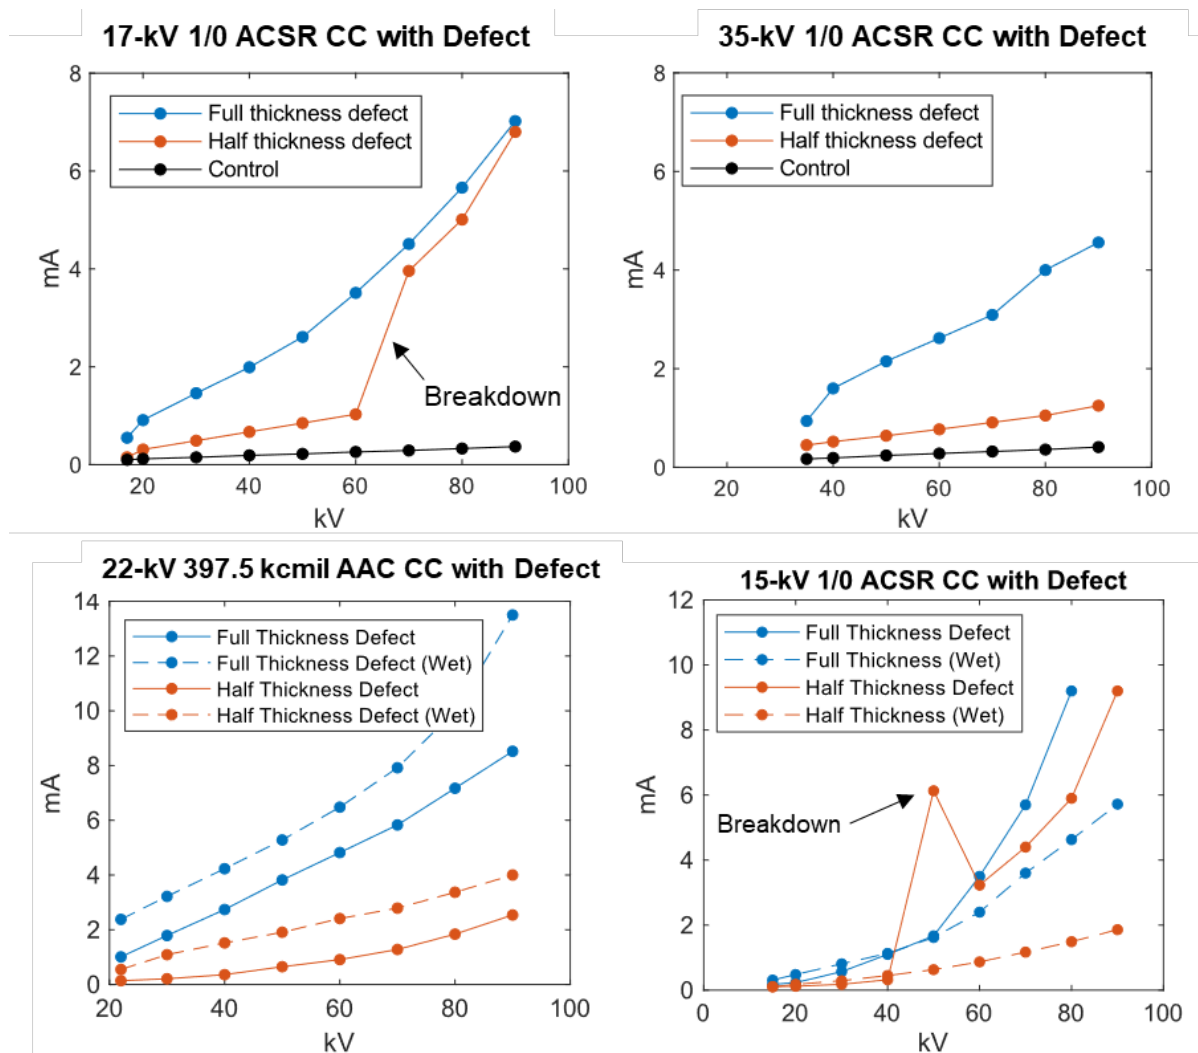 17-kV 1/0 ACSR CC with Defect
8
6
4
2
0
mA
Full thickness defect
Half thickness defect
Control
Breakdown
20
40
60
80
100
kV
35-kV 1/0 ACSR CC with Defect
8
6
4
2
0
mA
Full thickness defect
Half thickness defect
Control
20
40
60
80
100
kV
22-kV 397.5 kcmil AAC CC with Defect
14
12
10
8
6
4
2
0
mA
Full Thickness Defect
Full Thickness Defect (Wet)
Half Thickness Defect
Half Thickness Defect (Wet)
20
40
60
80
100
kV
15-kV 1/0 ACSR CC with Defect
12
10
8
6
4
2
0
mA
Full Thickness Defect
Full Thickness (Wet)
Half Thickness Defect
Half Thickness (Wet)
Breakdown
0
20
40
60
80
100
kV